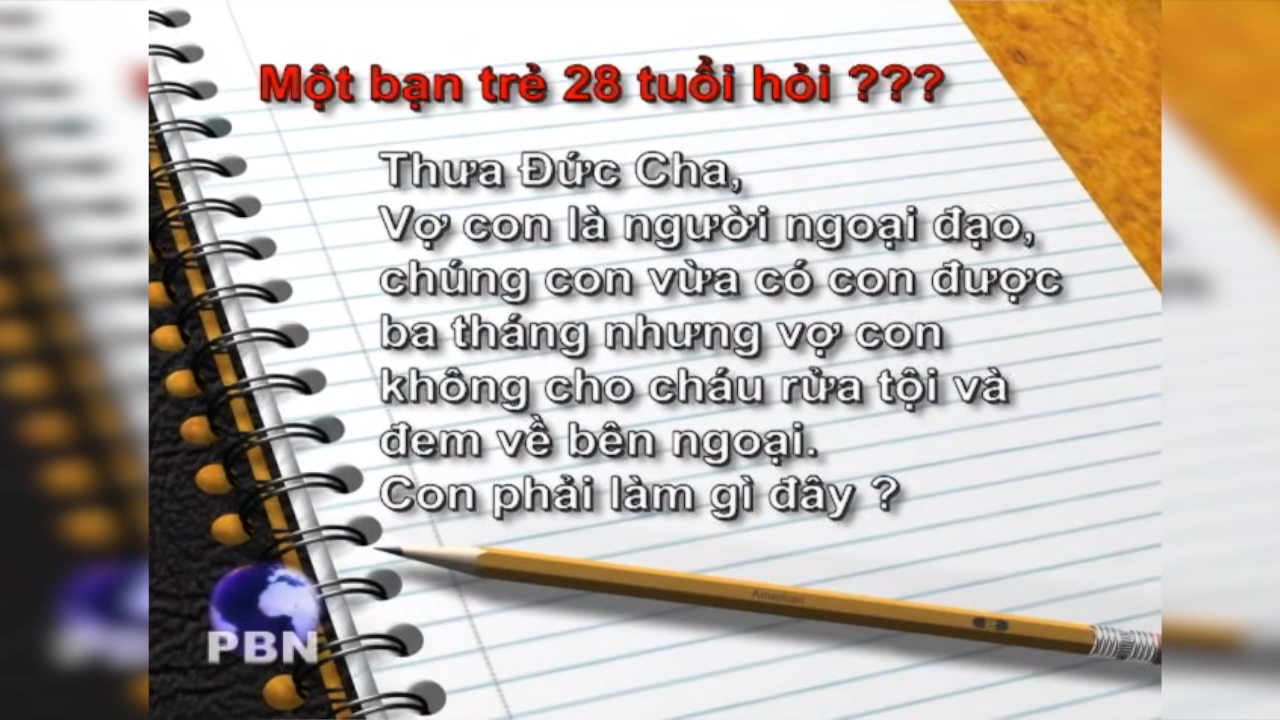 Một bạn trẻ 28 tuổi hỏi ???
Thưa Đức Cha,
Vợ con là người ngoại đạo,
chúng con vừa có con được
ba tháng nhưng vợ con
không cho cháu rửa tội và
đem về bên ngoại.
Con phải làm gì đây ?
American
2
PBN